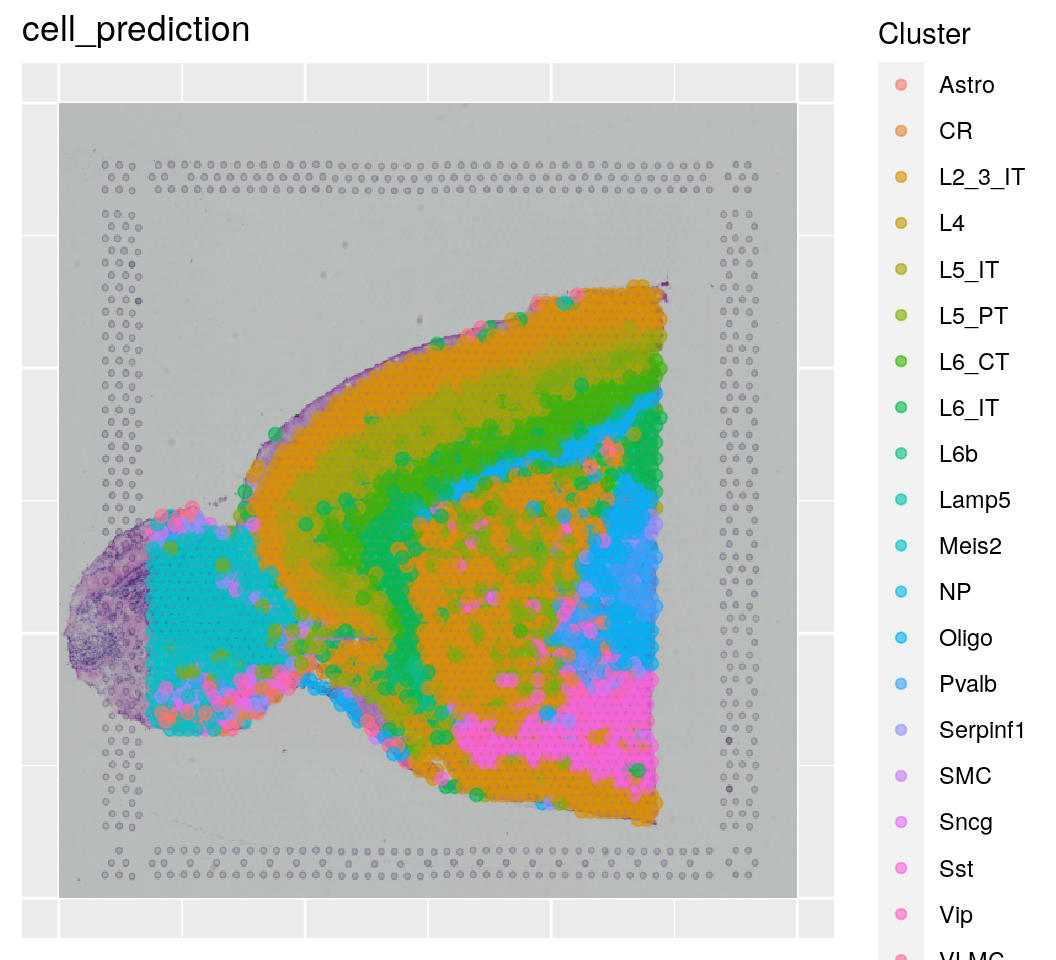 cell_prediction
Cluster
Astro
CR
L2_3_IT
L4
L5_IT
L5_PT
L6_CT
L6_IT
L6b
Lamp5
Meis2
NP
Oligo
Pvalb
Serpinf1
SMC
Sncg
Sst
Vip
VLMC